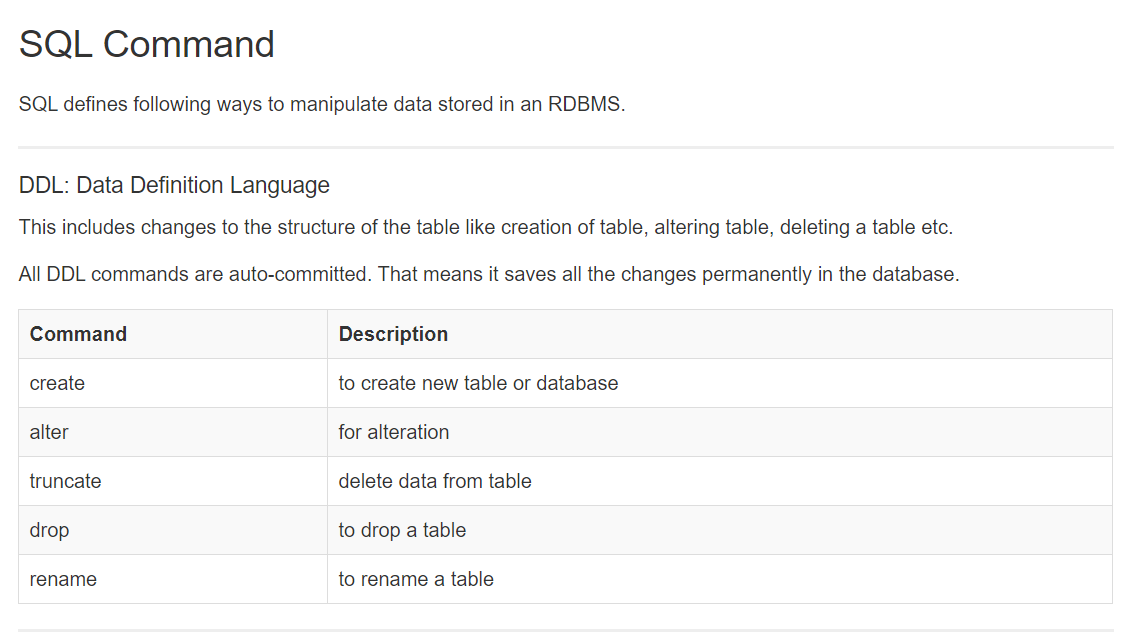 SQL Command
SQL defines following ways to manipulate data stored in an RDBMS.
DDL: Data Definition Language
This includes changes to the structure of the table like creation of table, altering table, deleting a table etc.
All DDL commands are auto-committed. That means it saves all the changes permanently in the database.
Command Description
create to create new table or database
alter for alteration
truncate delete data from table
drop to drop a table
rename to rename a table